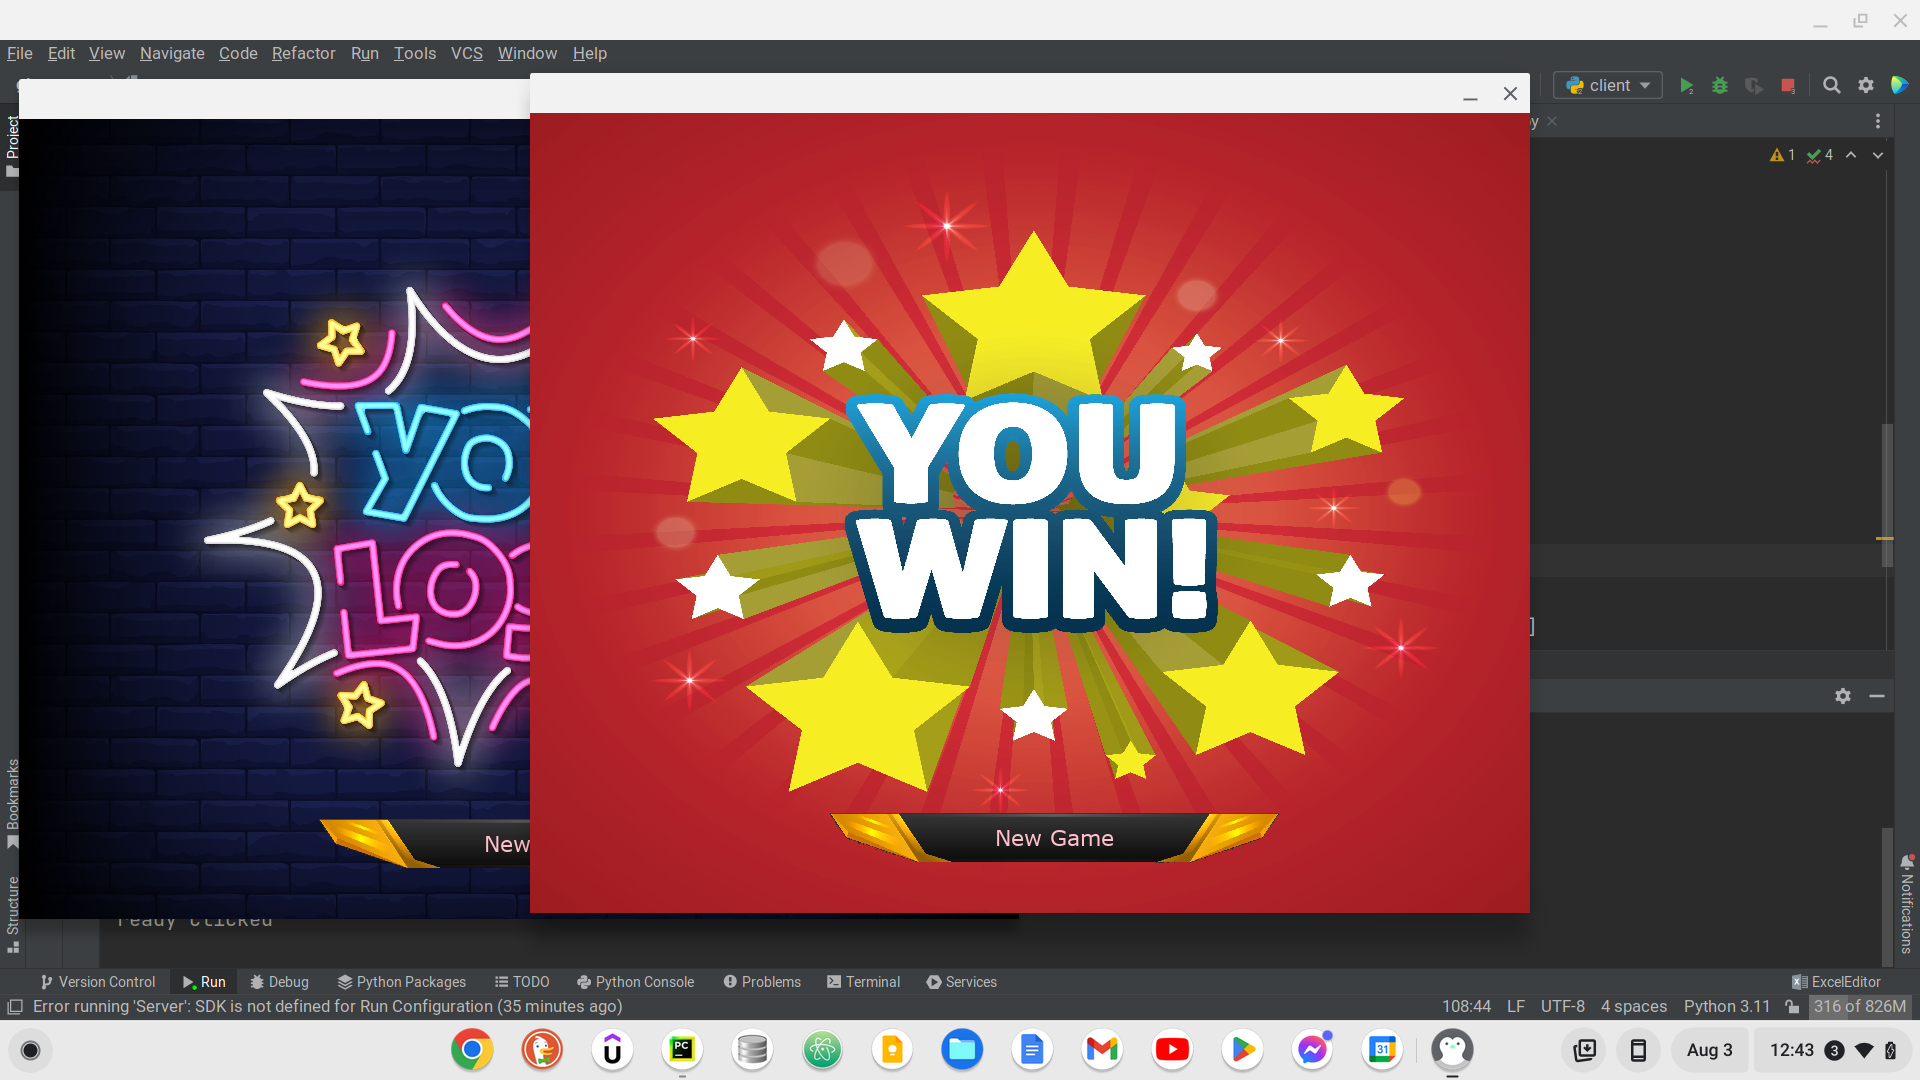 File Edit View Navigate Code Refactor Run Tools VCS Window Help
client
Project
y
1 4
YO
LO
New
YOU
WIN!
New Game
]
Bookmarks
Structure
Notifications
ready clicked
Version Control Run Debug Python Packages TODO Python Console Problems Terminal Services ExcelEditor
Error running 'Server': SDK is not defined for Run Configuration (35 minutes ago) 108:44 LF UTF-8 4 spaces Python 3.11 316 of 826M
PC 31 Aug 3 12:43 3